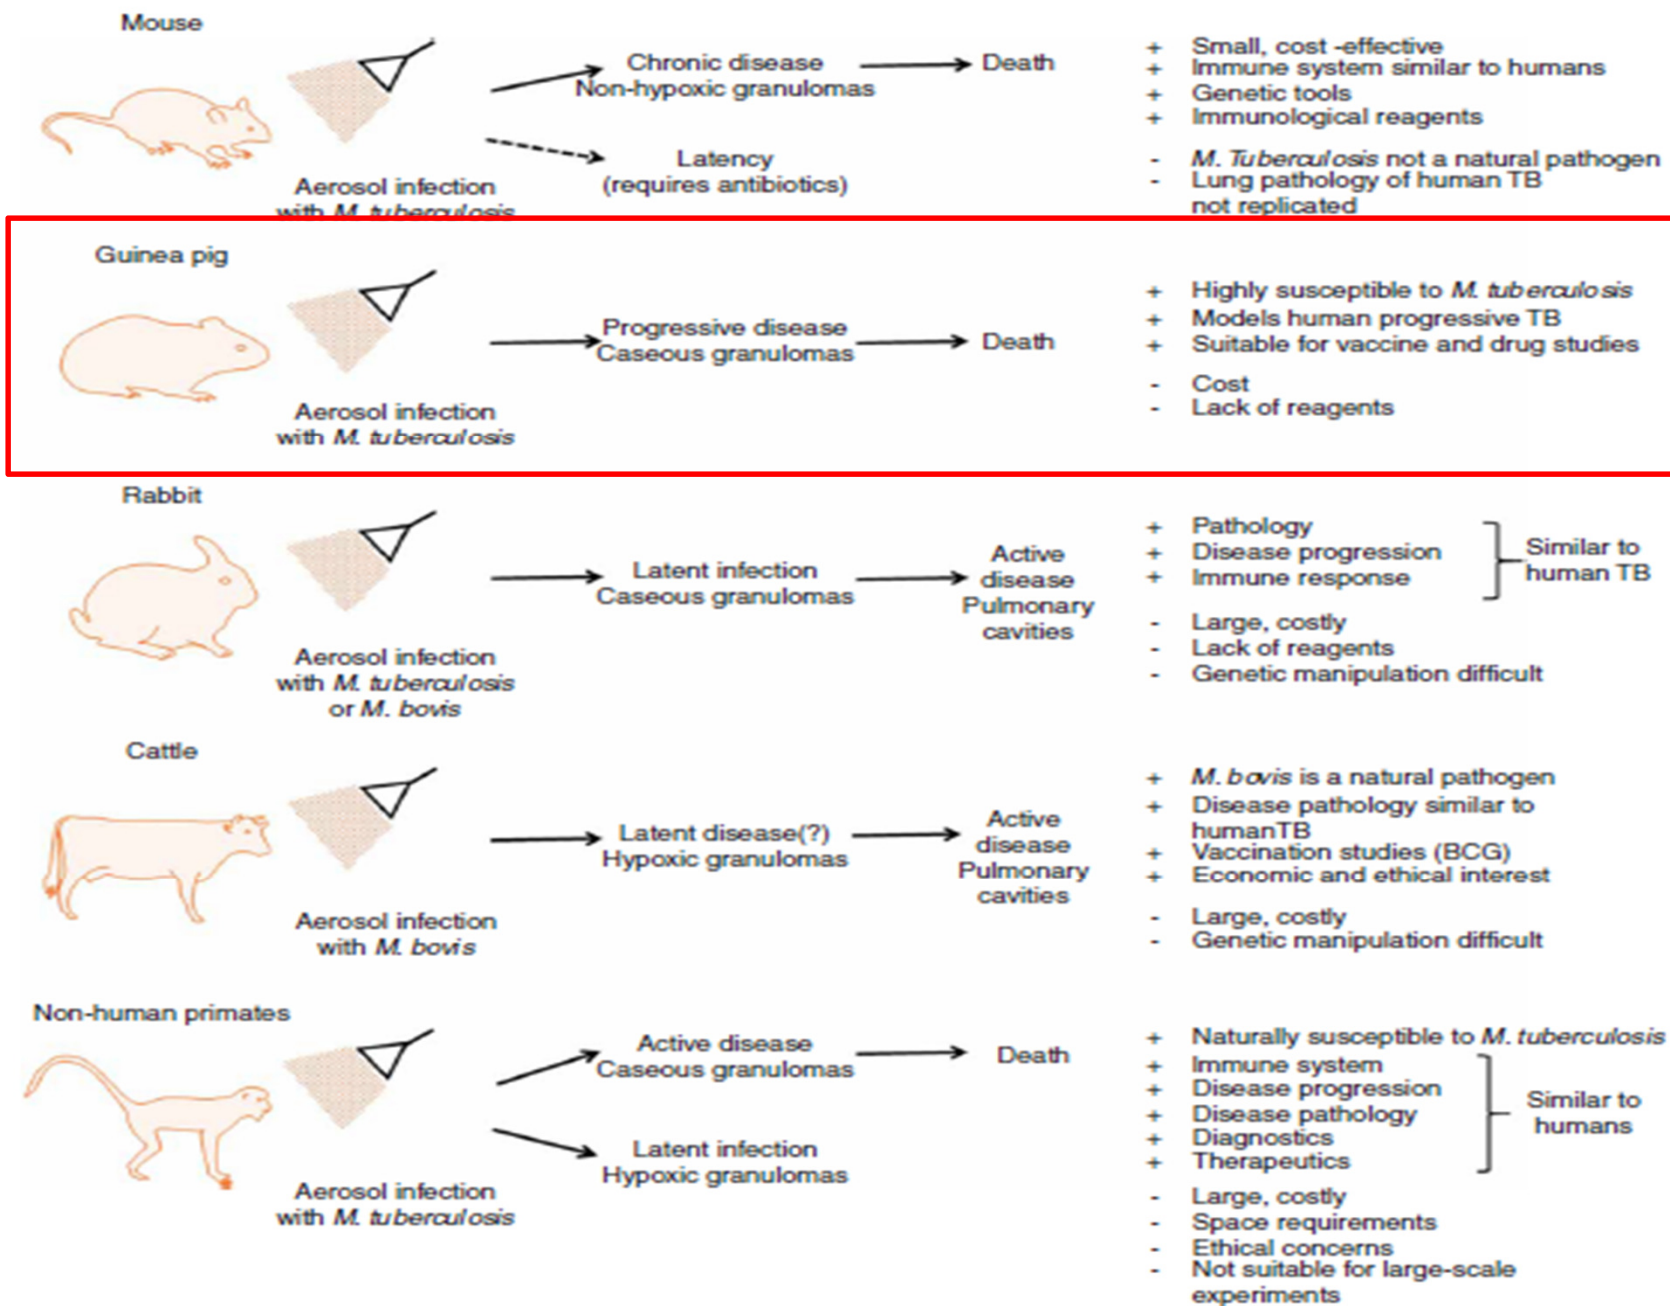 Mouse
Aerosol infection
with M. tuberculosis
Chronic disease
Non-hypoxic granulomas
Death
Latency
(requires antibiotics)
+ Small, cost -effective
+ Immune system similar to humans
+ Genetic tools
+ Immunological reagents
- M. Tuberculosis not a natural pathogen
- Lung pathology of human TB
not replicated
Guinea pig
Aerosol infection
with M. tuberculosis
Progressive disease
Caseous granulomas
Death
+ Highly susceptible to M. tuberculosis
+ Models human progressive TB
+ Suitable for vaccine and drug studies
- Cost
- Lack of reagents
Rabbit
Aerosol infection
with M. tuberculosis
or M. bovis
Latent infection
Caseous granulomas
Active
disease
Pulmonary
cavities
+ Pathology
+ Disease progression
+ Immune response
Similar to
human TB
- Large, costly
- Lack of reagents
- Genetic manipulation difficult
Cattle
Aerosol infection
with M. bovis
Latent disease(?)
Hypoxic granulomas
Active
disease
Pulmonary
cavities
+ M. bovis is a natural pathogen
+ Disease pathology similar to
humanTB
+ Vaccination studies (BCG)
+ Economic and ethical interest
- Large, costly
- Genetic manipulation difficult
Non-human primates
Aerosol infection
with M. tuberculosis
Active disease
Caseous granulomas
Death
Latent infection
Hypoxic granulomas
+ Naturally susceptible to M. tuberculosis
+ Immune system
+ Disease progression
+ Disease pathology
+ Diagnostics
+ Therapeutics
Similar to
humans
- Large, costly
- Space requirements
- Ethical concerns
- Not suitable for large-scale
experiments